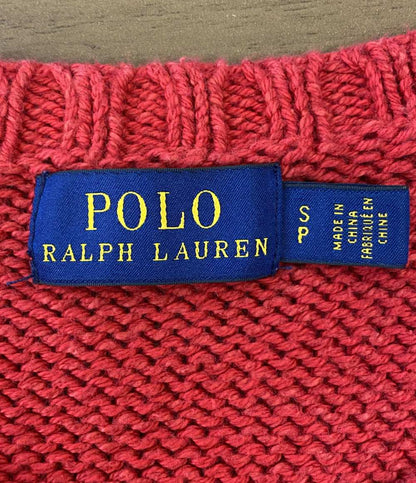 POLO
RALPH LAUREN
S
P
MADE IN
CHINA
FABRIQUÉ EN
CHINE